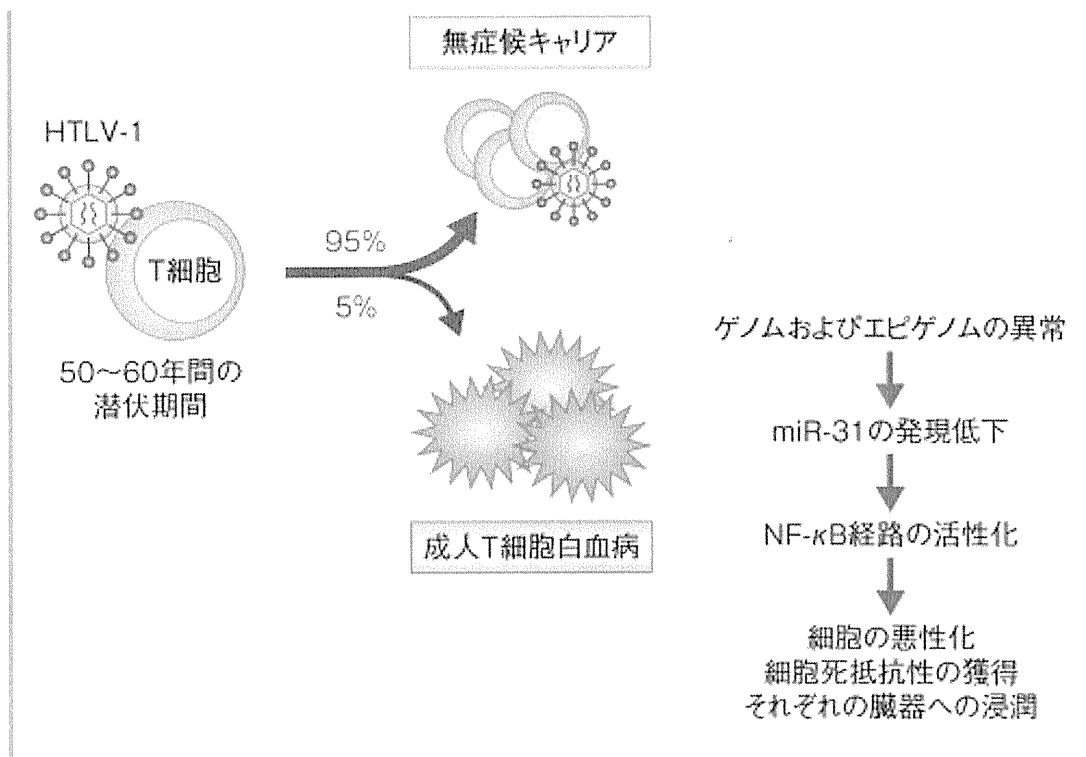 無症候キャリア
HTLV-1
T細胞
50～60年間の
潜伏期間
95%
5%
成人T細胞白血病
ゲノムおよびエピゲノムの異常
miR-31の発現低下
NF-κB経路の活性化
細胞の悪性化
細胞死抵抗性の獲得
それぞれの臓器への浸潤